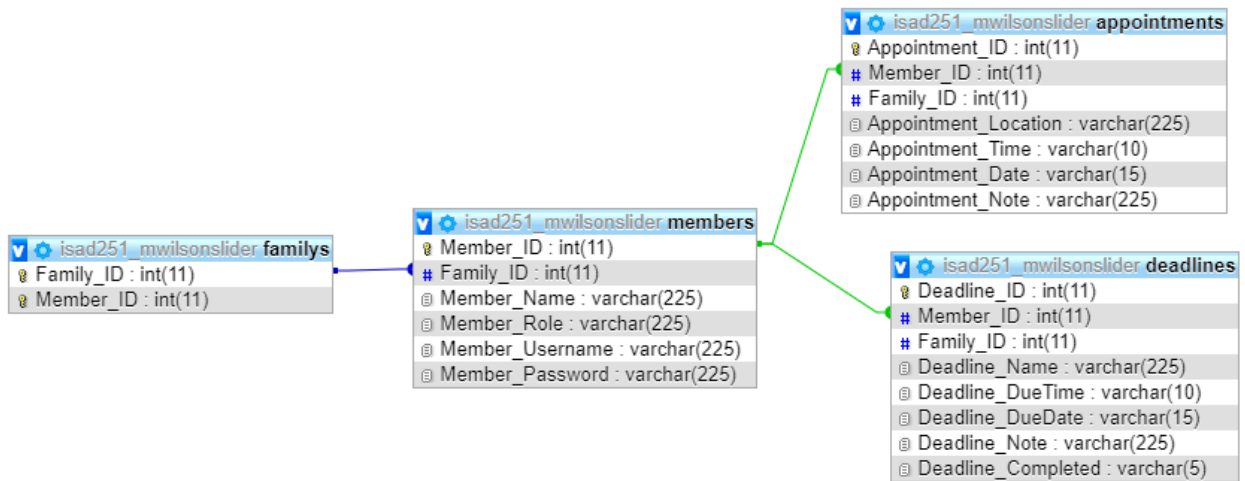 isad251_mwilsonslider familys
Family_ID : int(11)
Member_ID : int(11)
isad251_mwilsonslider members
Member_ID : int(11)
# Family_ID : int(11)
Member_Name : varchar(225)
Member_Role : varchar(225)
Member_Username : varchar(225)
Member_Password : varchar(225)
isad251_mwilsonslider appointments
Appointment_ID : int(11)
# Member_ID : int(11)
# Family_ID : int(11)
Appointment_Location : varchar(225)
Appointment_Time : varchar(10)
Appointment_Date : varchar(15)
Appointment_Note : varchar(225)
isad251_mwilsonslider deadlines
Deadline_ID : int(11)
# Member_ID : int(11)
# Family_ID : int(11)
Deadline_Name : varchar(225)
Deadline_DueTime : varchar(10)
Deadline_DueDate : varchar(15)
Deadline_Note : varchar(225)
Deadline_Completed : varchar(5)